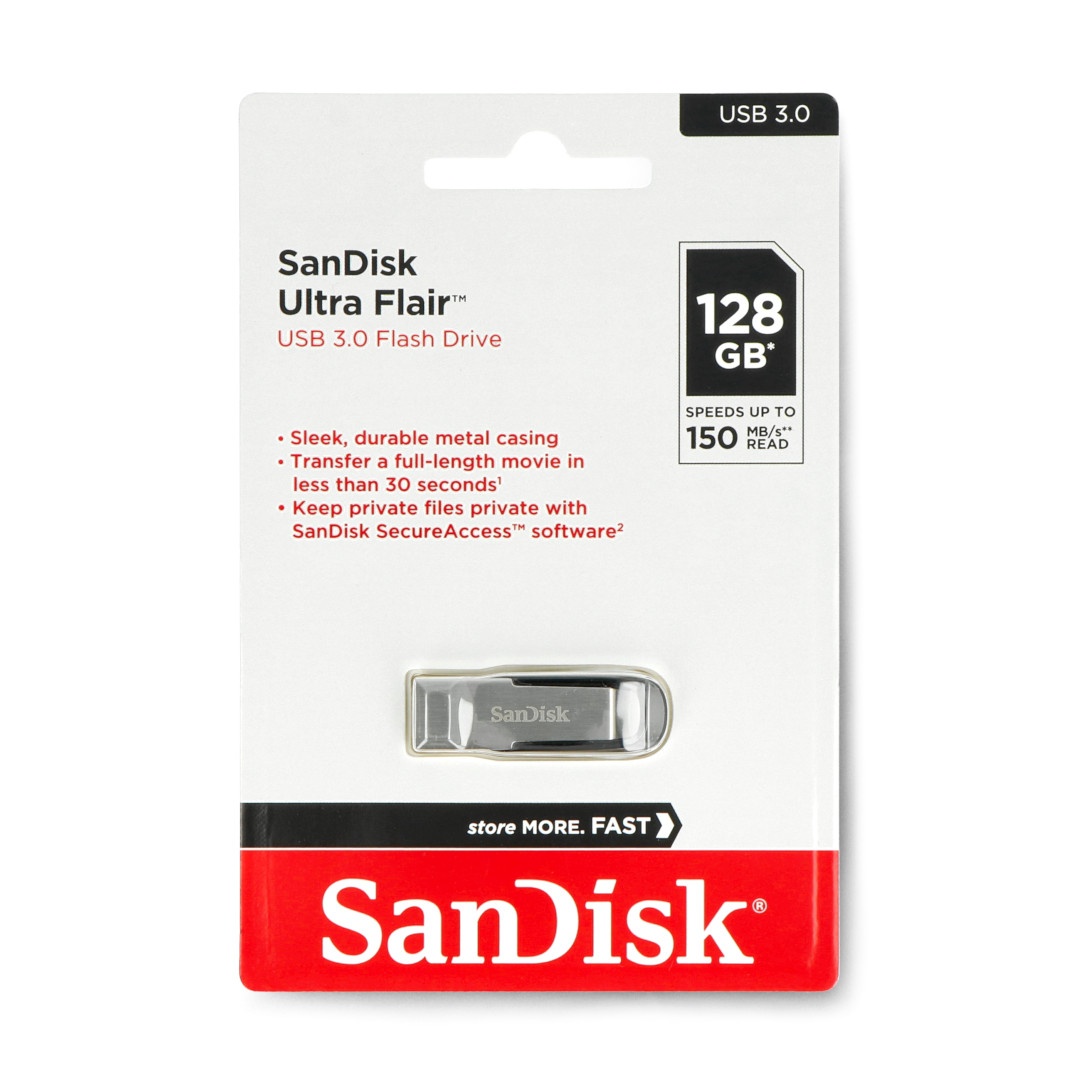 USB 3.0
SanDisk
Ultra Flair™
USB 3.0 Flash Drive
128
GB*
SPEEDS UP TO
150 MB/s**
READ
• Sleek, durable metal casing
• Transfer a full-length movie in
less than 30 seconds¹
• Keep private files private with
SanDisk SecureAccess™ software²
SanDisk
store MORE. FAST
SanDisk®